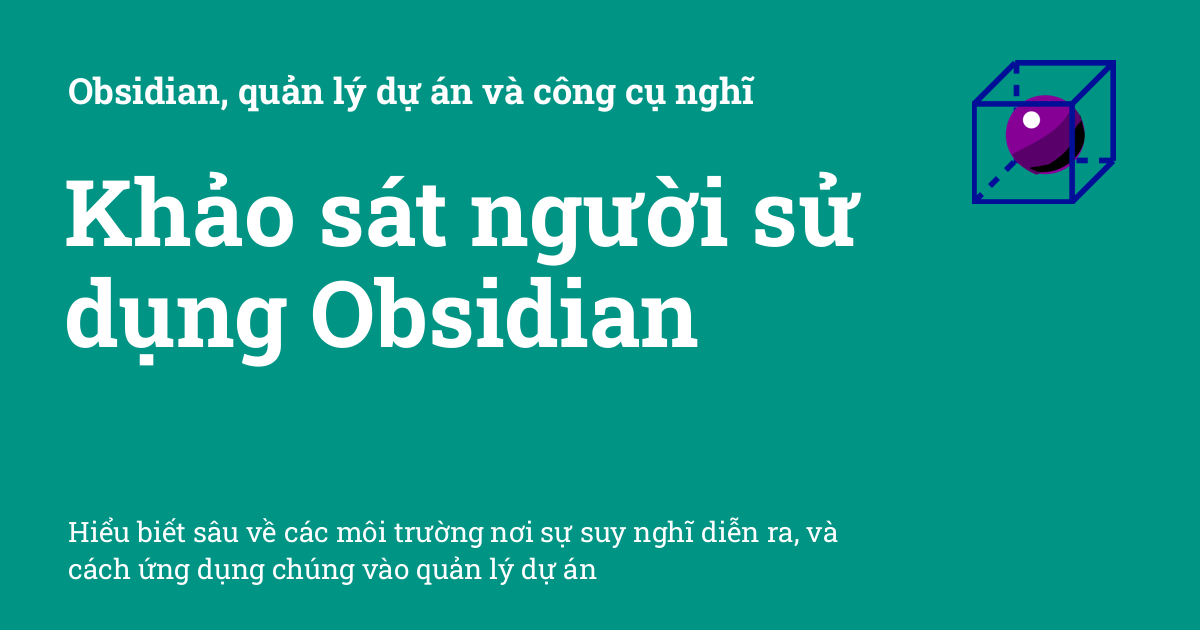 Obsidian, quản lý dự án và công cụ nghĩ
Khảo sát người sử
dụng Obsidian
Hiểu biết sâu về các môi trường nơi sự suy nghĩ diễn ra, và
cách ứng dụng chúng vào quản lý dự án